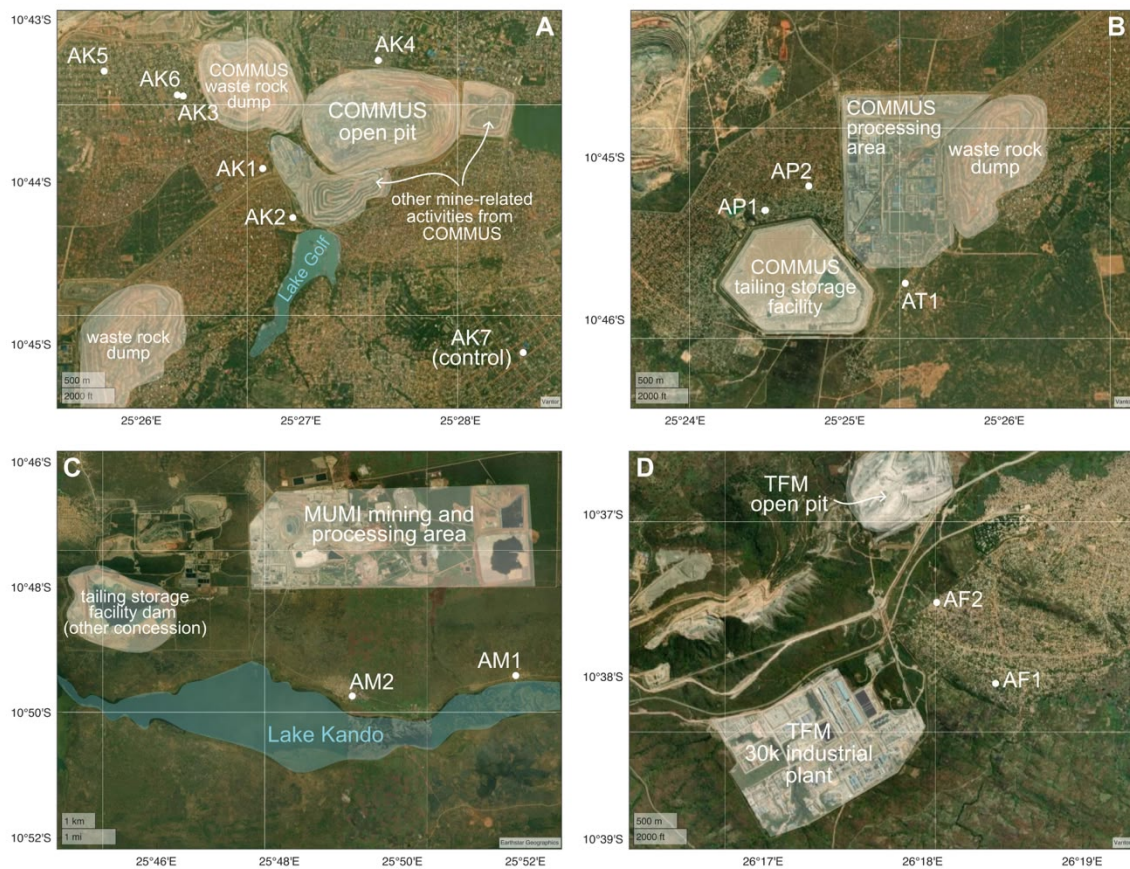 A
10°43'S
10°44'S
10°45'S
AK5
AK6
AK3
COMMUS
waste rock
dump
AK4
COMMUS
open pit
AK1
AK2
other mine-related
activities from
COMMUS
Lake Golf
waste rock
dump
AK7
(control)
500 m
2000 ft
Vantor
25°26'E
25°27'E
25°28'E
B
10°45'S
10°46'S
COMMUS
processing
area
waste rock
dump
AP2
AP1
COMMUS
tailing storage
facility
AT1
500 m
2000 ft
Vantor
25°24'E
25°25'E
25°26'E
C
10°46'S
10°48'S
10°50'S
10°52'S
MUMI mining and
processing area
tailing storage
facility dam
(other concession)
AM1
AM2
Lake Kando
1 km
1 mi
Earthstar Geographics
25°46'E
25°48'E
25°50'E
25°52'E
D
10°37'S
10°38'S
10°39'S
TFM
open pit
AF2
AF1
TFM
30k industrial
plant
500 m
2000 ft
Vantor
26°17'E
26°18'E
26°19'E